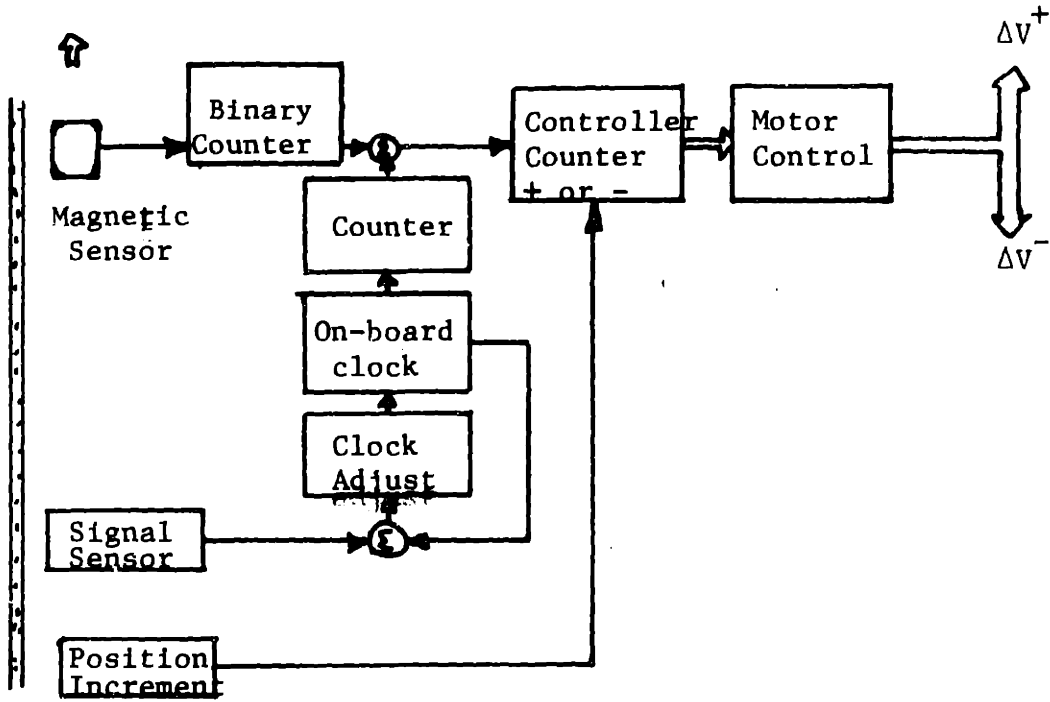 ΔV+
Binary
Counter
Σ
Controller
Counter
+ or -
Motor
Control
Magnetic
Sensor
Counter
ΔV-
On-board
clock
Clock
Adjust
Signal
Sensor
Σ
Position
Increment